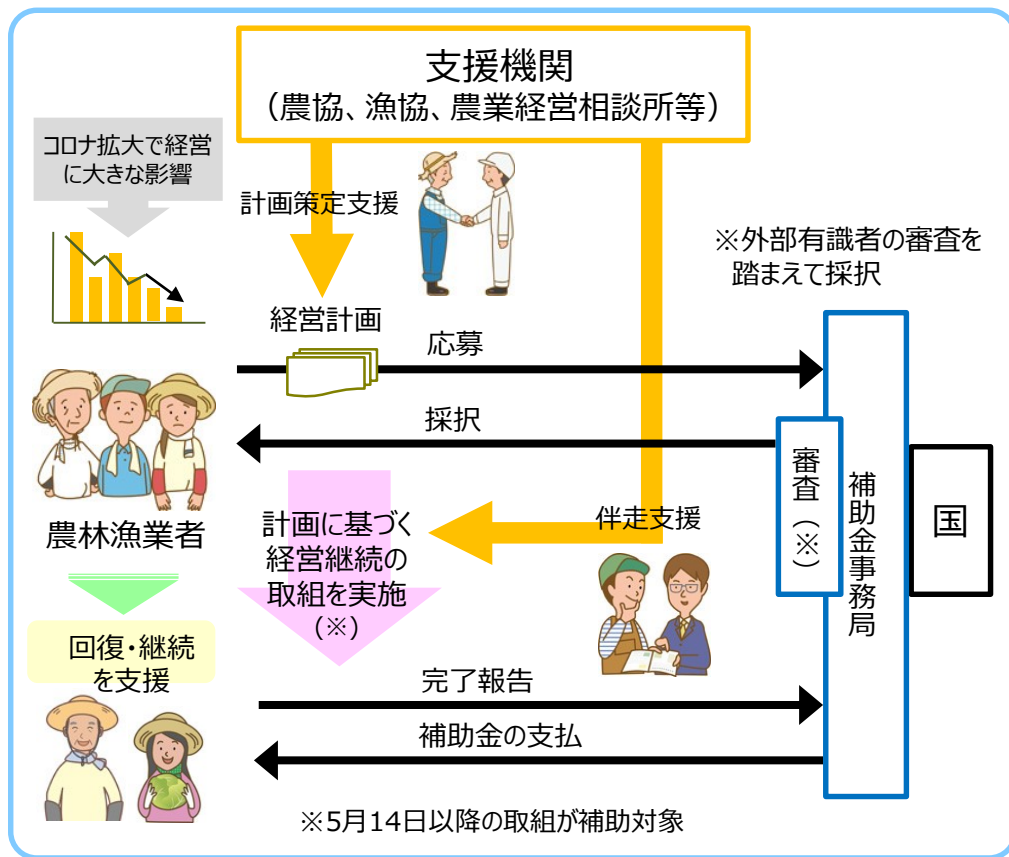 支援機関
（農協、漁協、農業経営相談所等）
コロナ拡大で経営
に大きな影響
計画策定支援
※外部有識者の審査を
踏まえて採択
経営計画
応募
採択
農林漁業者
計画に基づく
経営継続の
取組を実施
(※)
伴走支援
審査（※）
補助金事務局
国
回復・継続
を支援
完了報告
補助金の支払
※5月14日以降の取組が補助対象